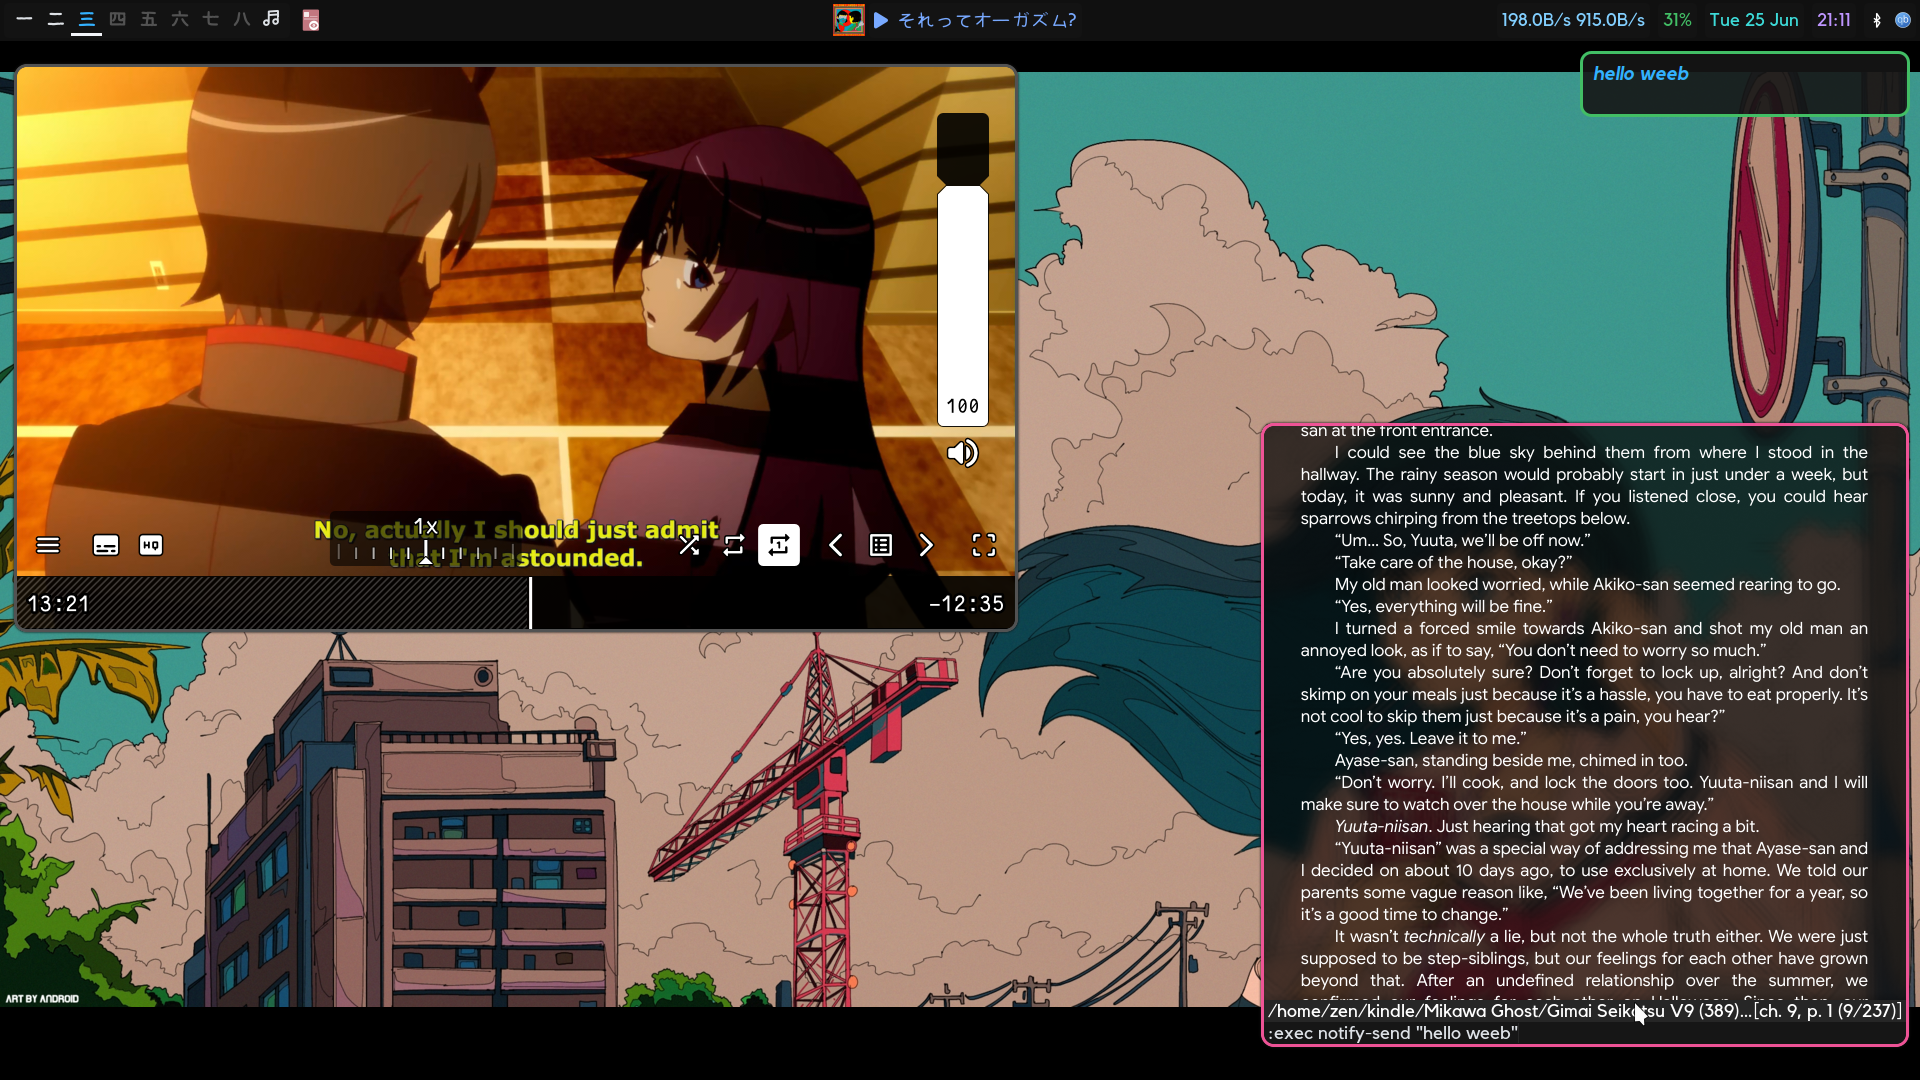 一 二 三 四 五 六 七 八
それってオーガズム?
198.0B/s 915.0B/s 31% Tue 25 Jun 21:11
hello weeb
100
1x
No, actually I should just admit
that I'm astounded.
HQ
13:21
-12:35
san at the front entrance.
I could see the blue sky behind them from where I stood in the
hallway. The rainy season would probably start in just under a week, but
today, it was sunny and pleasant. If you listened close, you could hear
sparrows chirping from the treetops below.
“Um... So, Yuuta, we’ll be off now.”
“Take care of the house, okay?”
My old man looked worried, while Akiko-san seemed rearing to go.
“Yes, everything will be fine.”
I turned a forced smile towards Akiko-san and shot my old man an
annoyed look, as if to say, “You don’t need to worry so much.”
“Are you absolutely sure? Don’t forget to lock up, alright? And don’t
skimp on your meals just because it’s a hassle, you have to eat properly. It’s
not cool to skip them just because it’s a pain, you hear?”
“Yes, yes. Leave it to me.”
Ayase-san, standing beside me, chimed in too.
“Don’t worry. I’ll cook, and lock the doors too. Yuuta-niisan and I will
make sure to watch over the house while you’re away.”
Yuuta-niisan. Just hearing that got my heart racing a bit.
“Yuuta-niisan” was a special way of addressing me that Ayase-san and
I decided on about 10 days ago, to use exclusively at home. We told our
parents some vague reason like, “We’ve been living together for a year, so
it’s a good time to change.”
It wasn’t technically a lie, but not the whole truth either. We were just
supposed to be step-siblings, but our feelings for each other have grown
beyond that. After an undefined relationship over the summer, we
confirmed our feelings for each other on Halloween. Since then, our
/home/zen/kindle/Mikawa Ghost/Gimai Seikatsu V9 (389)...[ch. 9, p. 1 (9/237)]
:exec notify-send "hello weeb"
ART BY ANDROID